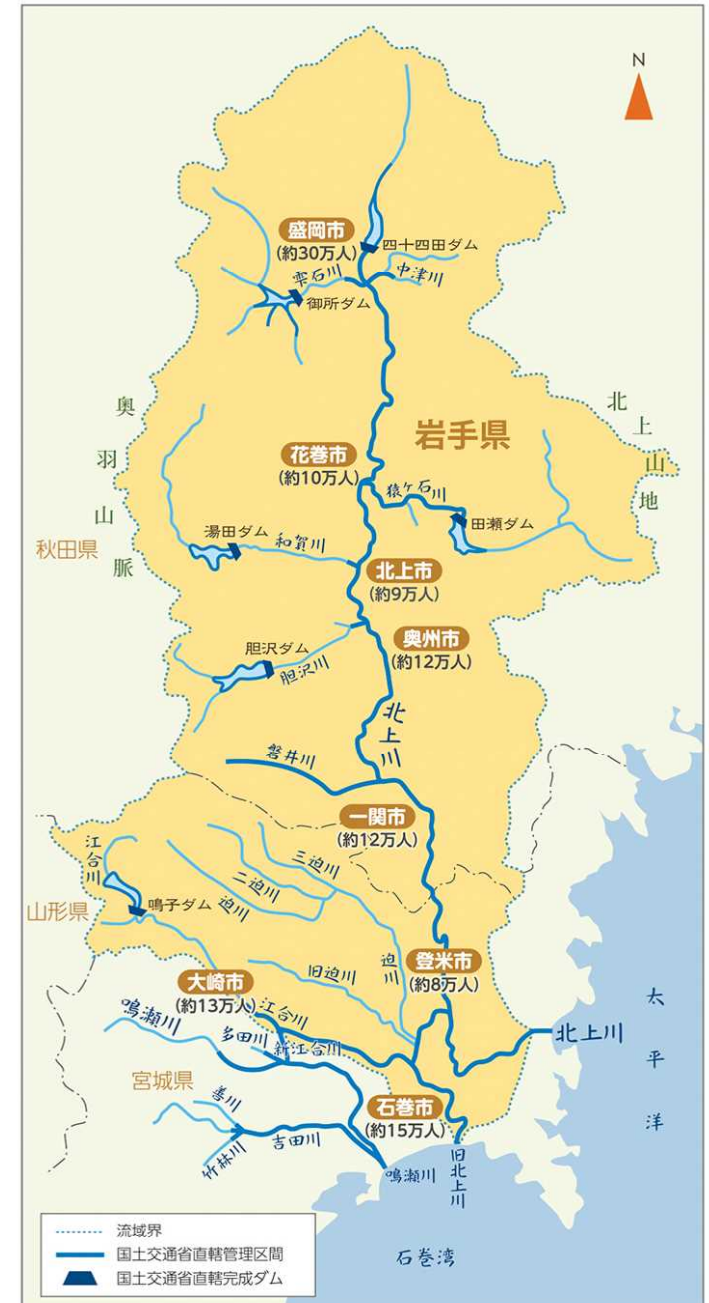 N
盛岡市
(約30万人)
四十四田ダム
雫石川
中津川
御所ダム
奥羽山脈
北上山地
岩手県
花巻市
(約10万人)
猿ケ石川
田瀬ダム
湯田ダム
和賀川
秋田県
北上市
(約9万人)
奥州市
(約12万人)
胆沢ダム
胆沢川
北上川
磐井川
一関市
(約12万人)
江合川
三迫川
二迫川
迫川
山形県
鳴子ダム
旧迫川
迫川
登米市
(約8万人)
大崎市
(約13万人)
江合川
鳴瀬川
多田川
新江合川
北上川
太平洋
宮城県
善川
石巻市
(約15万人)
吉田川
竹林川
鳴瀬川
旧北上川
石巻湾
流域界
国土交通省直轄管理区間
国土交通省直轄完成ダム